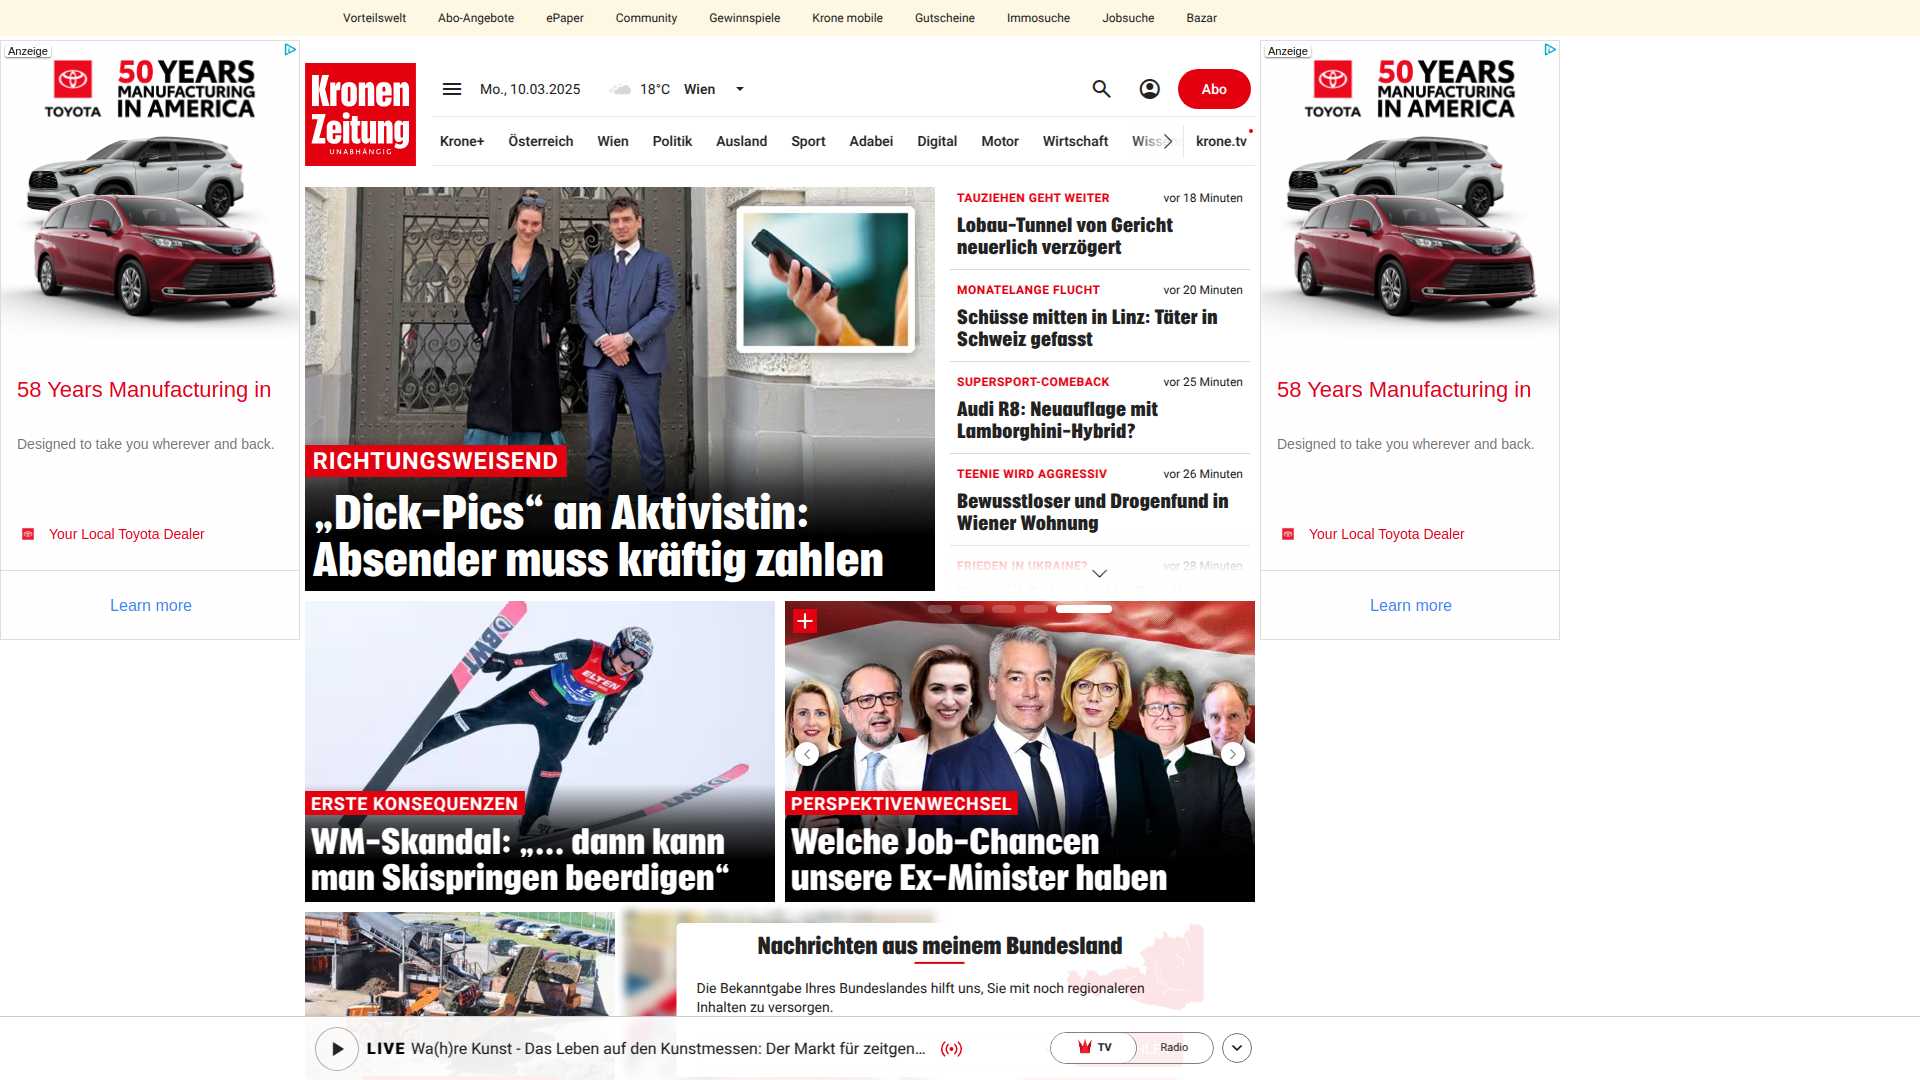 Vorteilswelt Abo-Angebote ePaper Community Gewinnspiele Krone mobile Gutscheine Immosuche Jobsuche Bazar
Anzeige
TOYOTA
50 YEARS
MANUFACTURING
IN AMERICA
58 Years Manufacturing in
Designed to take you wherever and back.
Your Local Toyota Dealer
Learn more
Kronen
Zeitung
UNABHÄNGIG
Mo., 10.03.2025 18°C Wien
Abo
Krone+ Österreich Wien Politik Ausland Sport Adabei Digital Motor Wirtschaft krone.tv
RICHTUNGSWEISEND
„Dick-Pics“ an Aktivistin:
Absender muss kräftig zahlen
TAUZIEHEN GEHT WEITER vor 18 Minuten
Lobau-Tunnel von Gericht
neuerlich verzögert
MONATELANGE FLUCHT vor 20 Minuten
Schüsse mitten in Linz: Täter in
Schweiz gefasst
SUPERSPORT-COMEBACK vor 25 Minuten
Audi R8: Neuauflage mit
Lamborghini-Hybrid?
TEENIE WIRD AGGRESSIV vor 26 Minuten
Bewusstloser und Drogenfund in
Wiener Wohnung
FRIEDEN IN UKRAINE? vor 28 Minuten
BWT
ELTEN
BWT
ERSTE KONSEQUENZEN
WM-Skandal: „... dann kann
man Skispringen beerdigen“
PERSPEKTIVENWECHSEL
Welche Job-Chancen
unsere Ex-Minister haben
Nachrichten aus meinem Bundesland
Die Bekanntgabe Ihres Bundeslandes hilft uns, Sie mit noch regionaleren
Inhalten zu versorgen.
LIVE Wa(h)re Kunst - Das Leben auf den Kunstmessen: Der Markt für zeitgen...
TV Radio
Anzeige
TOYOTA
50 YEARS
MANUFACTURING
IN AMERICA
58 Years Manufacturing in
Designed to take you wherever and back.
Your Local Toyota Dealer
Learn more